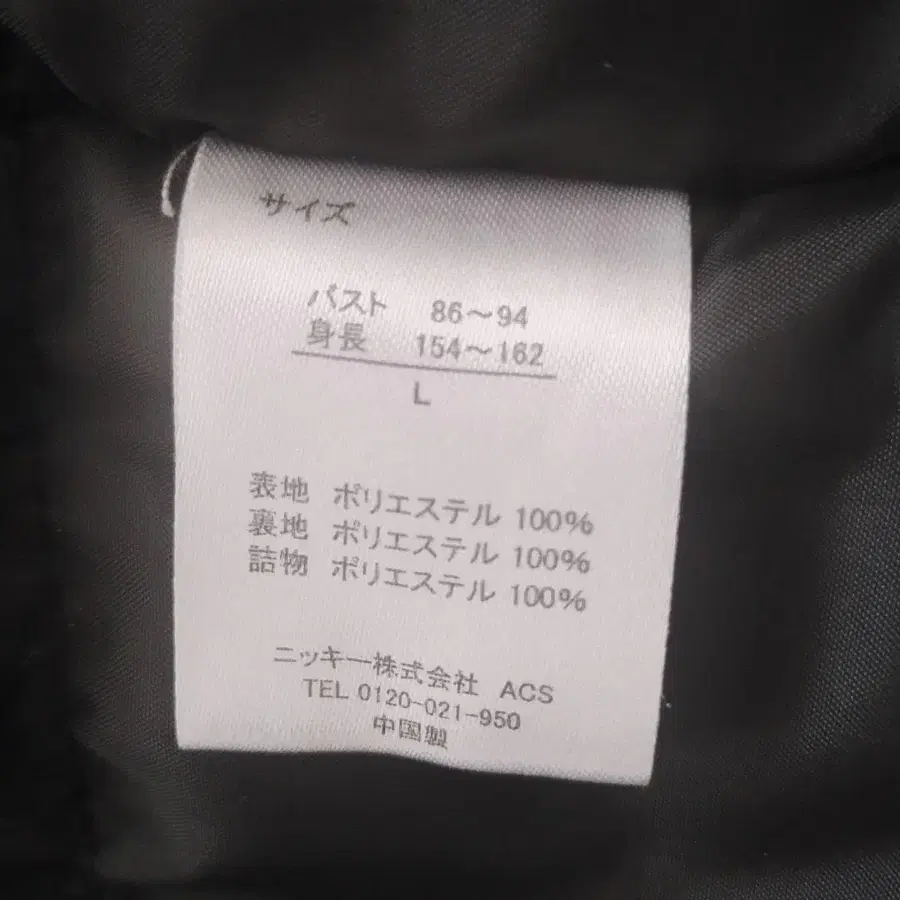 サイズ
バスト 86～94
身長 154～162
L
表地 ポリエステル 100%
裏地 ポリエステル 100%
詰物 ポリエステル 100%
ニッキー株式会社 ACS
TEL 0120-021-950
中国製